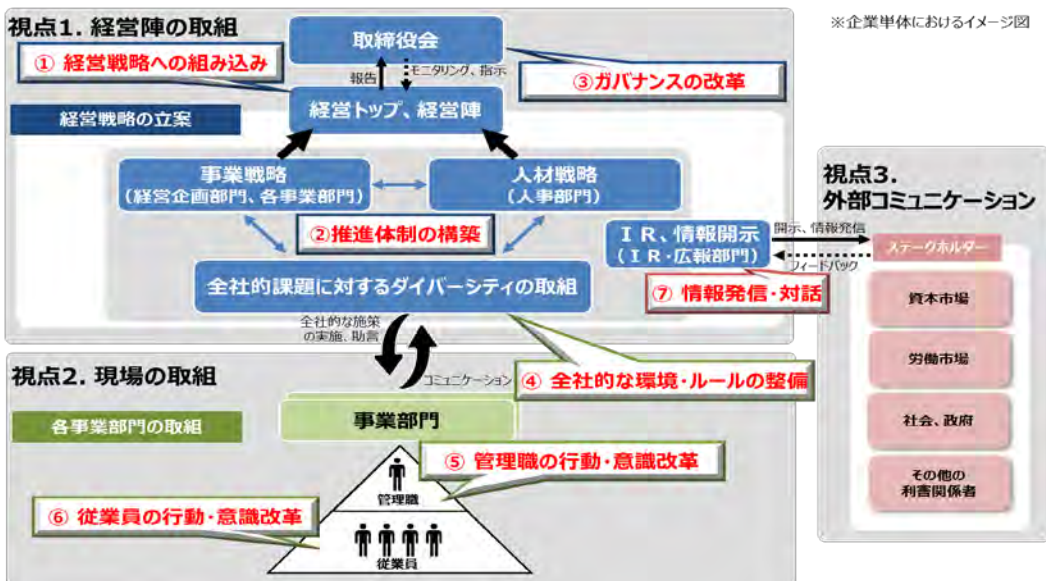 視点1. 経営陣の取組
※企業単体におけるイメージ図
取締役会
① 経営戦略への組み込み
報告
モニタリング、指示
③ガバナンスの改革
経営トップ、経営陣
経営戦略の立案
事業戦略
(経営企画部門、各事業部門)
人材戦略
(人事部門)
②推進体制の構築
全社的課題に対するダイバーシティの取組
IR、情報開示
(IR・広報部門)
開示、情報発信
フィードバック
⑦ 情報発信・対話
視点3.
外部コミュニケーション
ステークホルダー
資本市場
労働市場
社会、政府
その他の
利害関係者
全社的な施策
の実施、助言
コミュニケーション
④ 全社的な環境・ルールの整備
視点2. 現場の取組
各事業部門の取組
事業部門
⑤ 管理職の行動・意識改革
管理職
⑥ 従業員の行動・意識改革
従業員